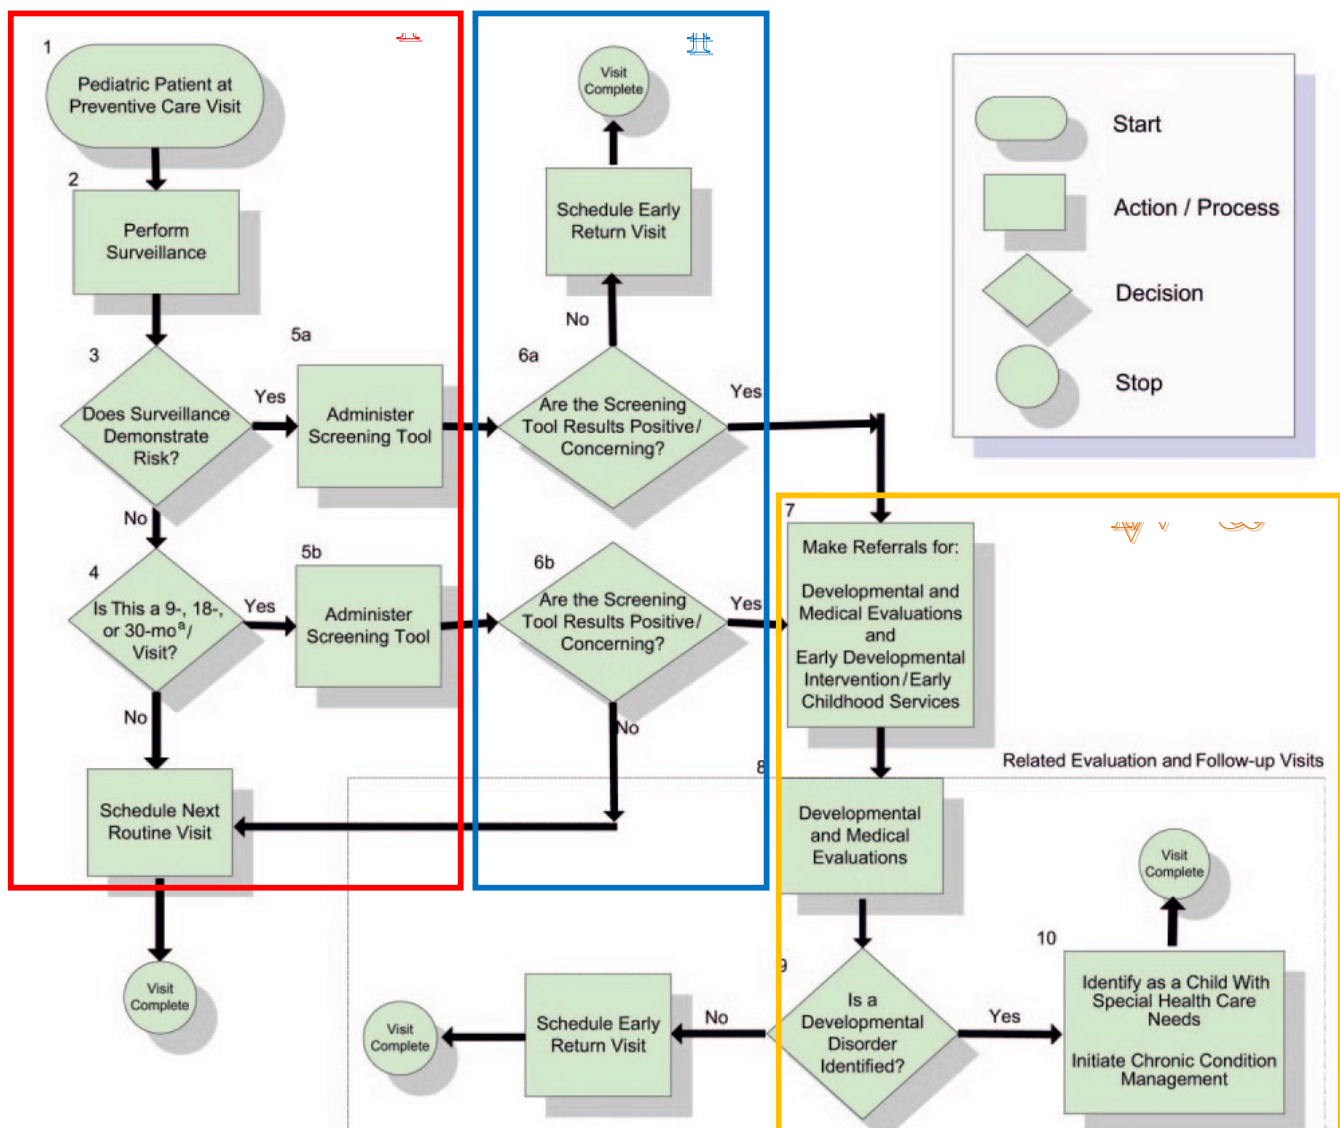 1
Pediatric Patient at
Preventive Care Visit
2
Perform
Surveillance
3
Does Surveillance
Demonstrate
Risk?
Yes
No
5a
Administer
Screening Tool
4
Is This a 9-, 18-,
or 30-moᵃ/
Visit?
Yes
No
5b
Administer
Screening Tool
Schedule Next
Routine Visit
Visit
Complete
Visit
Complete
Schedule Early
Return Visit
No
6a
Are the Screening
Tool Results Positive/
Concerning?
Yes
6b
Are the Screening
Tool Results Positive/
Concerning?
Yes
No
Start
Action / Process
Decision
Stop
7
Make Referrals for:
Developmental and
Medical Evaluations
and
Early Developmental
Intervention/Early
Childhood Services
Related Evaluation and Follow-up Visits
8
Developmental
and Medical
Evaluations
9
Is a
Developmental
Disorder
Identified?
No
Schedule Early
Return Visit
Visit
Complete
Yes
10
Identify as a Child With
Special Health Care
Needs
Initiate Chronic Condition
Management
Visit
Complete